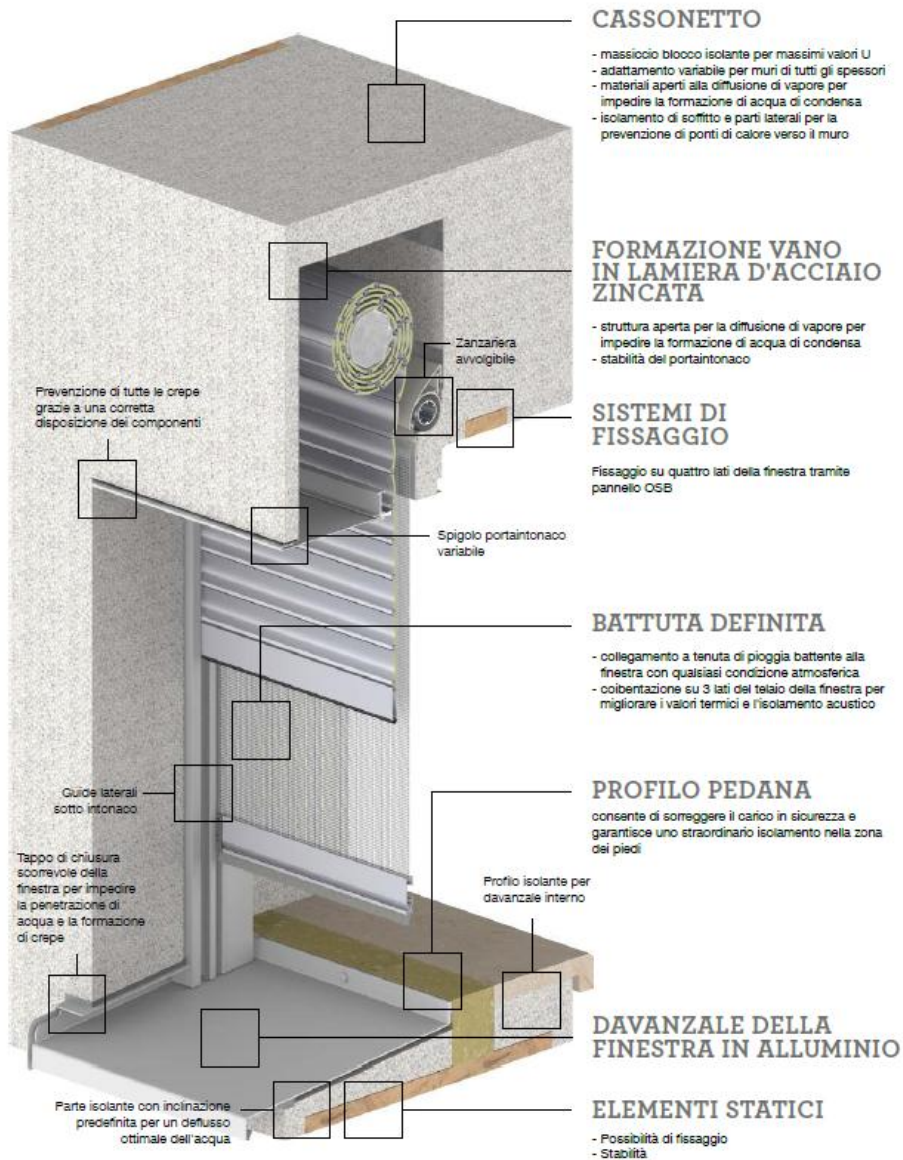 CASSONETTO
- massiccio blocco isolante per massimi valori U
- adattamento variabile per muri di tutti gli spessori
- materiali aperti alla diffusione di vapore per
impedire la formazione di acqua di condensa
- isolamento di soffitto e parti laterali per la
prevenzione di ponti di calore verso il muro
FORMAZIONE VANO
IN LAMIERA D'ACCIAIO
ZINCATA
- struttura aperta per la diffusione di vapore per
impedire la formazione di acqua di condensa
- stabilità del portaintonaco
Zanzariera
avvolgibile
Prevenzione di tutte le crepe
grazie a una corretta
disposizione dei componenti
SISTEMI DI
FISSAGGIO
Fissaggio su quattro lati della finestra tramite
pannello OSB
Spigolo portaintonaco
variabile
BATTUTA DEFINITA
- collegamento a tenuta di pioggia battente alla
finestra con qualsiasi condizione atmosferica
- coibentazione su 3 lati del telaio della finestra per
migliorare i valori termici e l'isolamento acustico
Guide laterali
sotto intonaco
PROFILO PEDANA
consente di sorreggere il carico in sicurezza e
garantisce uno straordinario isolamento nella zona
dei piedi
Tappo di chiusura
scorrevole della
finestra per impedire
la penetrazione di
acqua e la formazione
di crepe
Profilo isolante per
davanzale interno
DAVANZALE DELLA
FINESTRA IN ALLUMINIO
Parte isolante con inclinazione
predefinita per un deflusso
ottimale dell'acqua
ELEMENTI STATICI
- Possibilità di fissaggio
- Stabilità